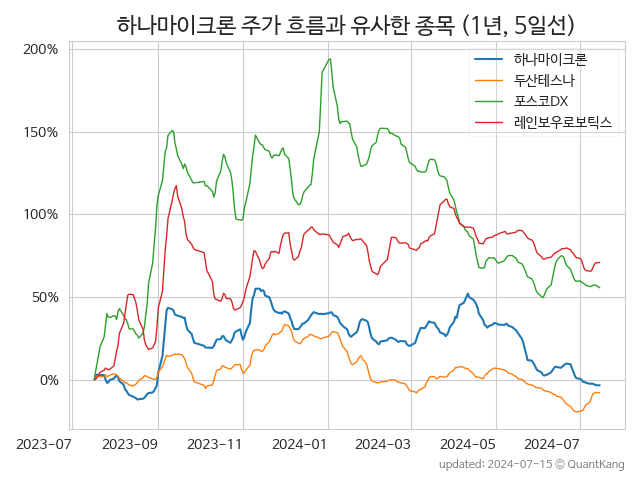 하나마이크론 주가 흐름과 유사한 종목 (1년, 5일선)
200%
150%
100%
50%
0%
하나마이크론
두산테스나
포스코DX
레인보우로보틱스
2023-07
2023-09
2023-11
2024-01
2024-03
2024-05
2024-07
updated: 2024-07-15 © QuantKang